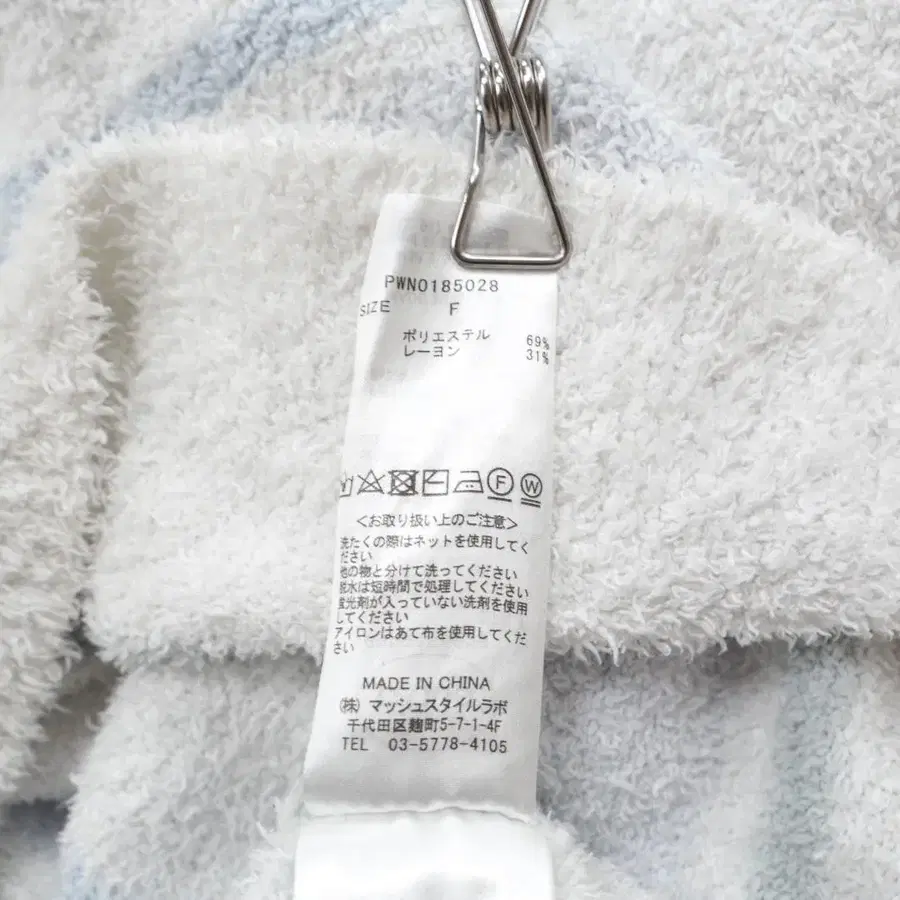 PWNO185028
SIZE F
ポリエステル 69%
レーヨン 31%
F W
<お取り扱い上のご注意>
洗たくの際はネットを使用してく
ださい
他の物と分けて洗ってください
脱水は短時間で処理してください
蛍光剤が入っていない洗剤を使用
してください
アイロンはあて布を使用してくだ
さい
MADE IN CHINA
(株) マッシュスタイルラボ
千代田区麹町5-7-1-4F
TEL 03-5778-4105